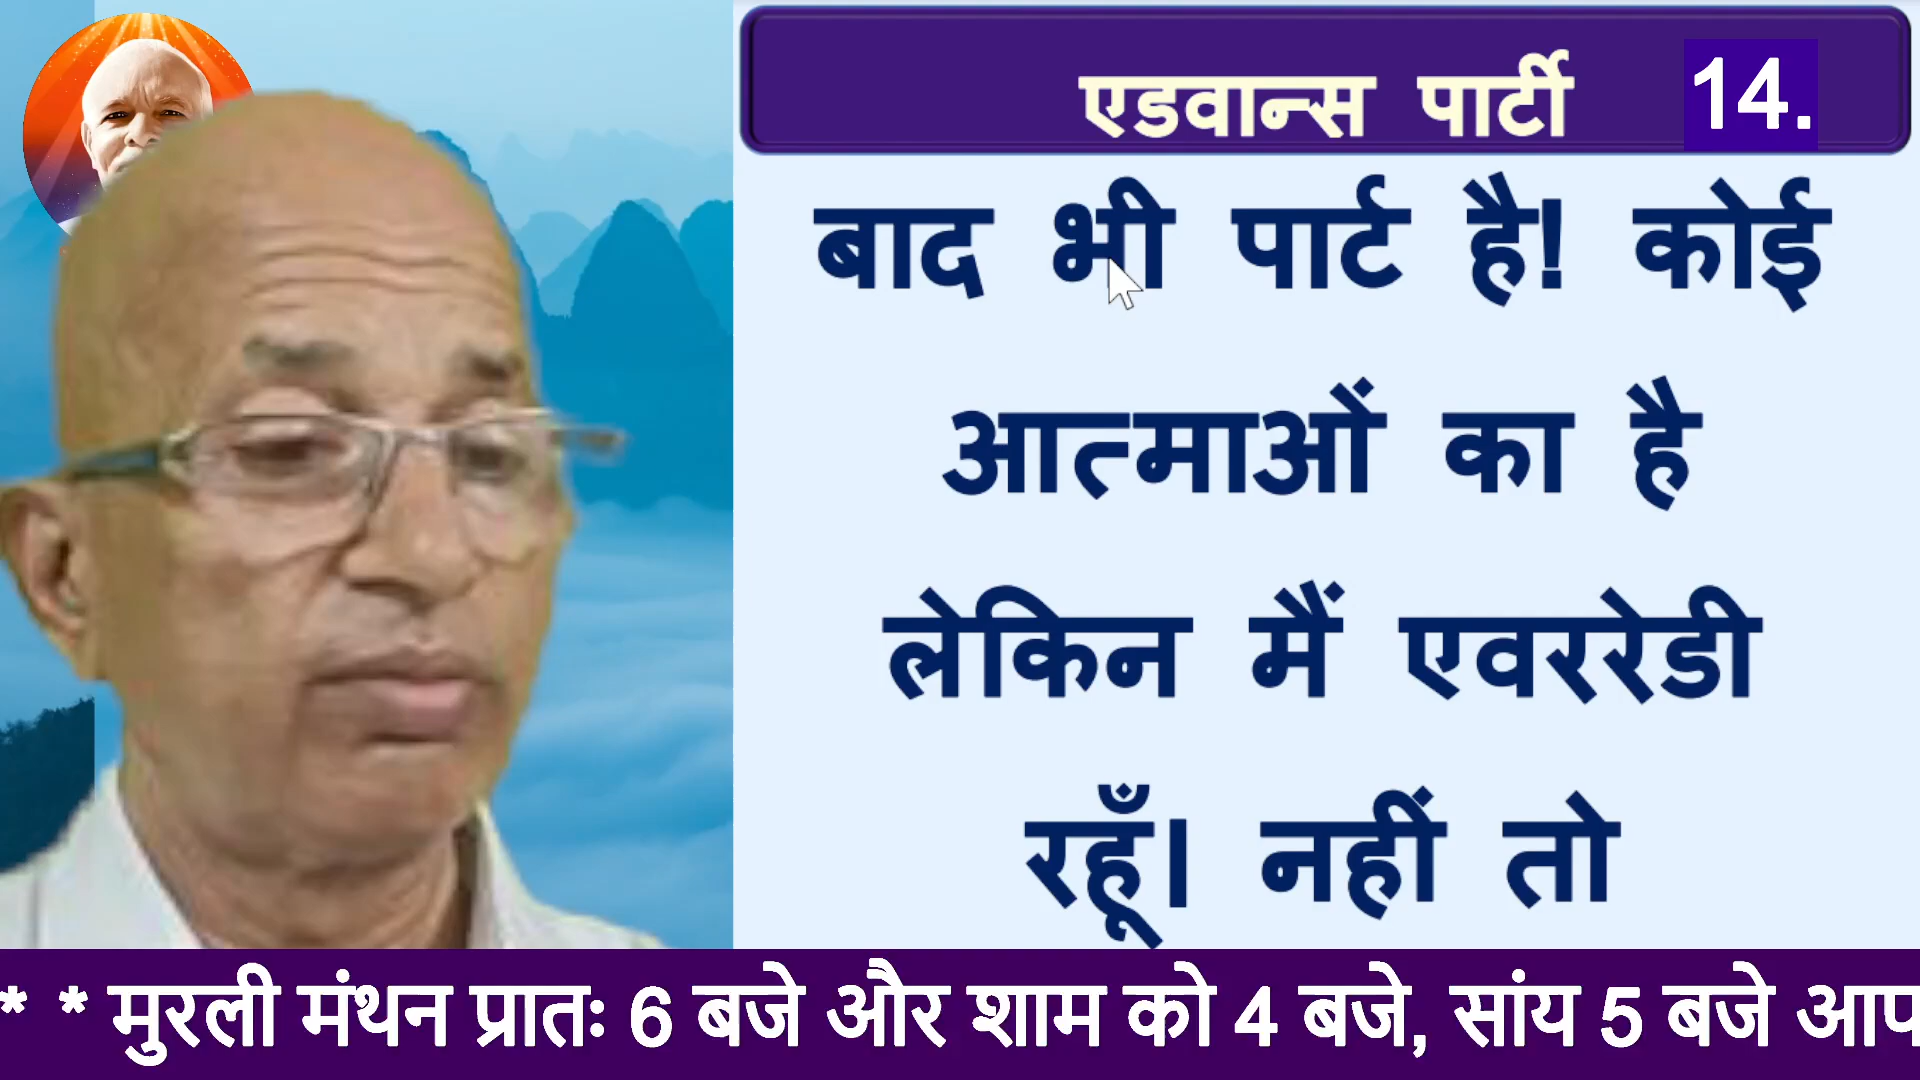 एडवान्स पार्टी 14.
बाद भी पार्ट है! कोई
आत्माओं का है
लेकिन मैं एवररेडी
रहूँ। नहीं तो
* * मुरली मंथन प्रातः 6 बजे और शाम को 4 बजे, सांय 5 बजे आप